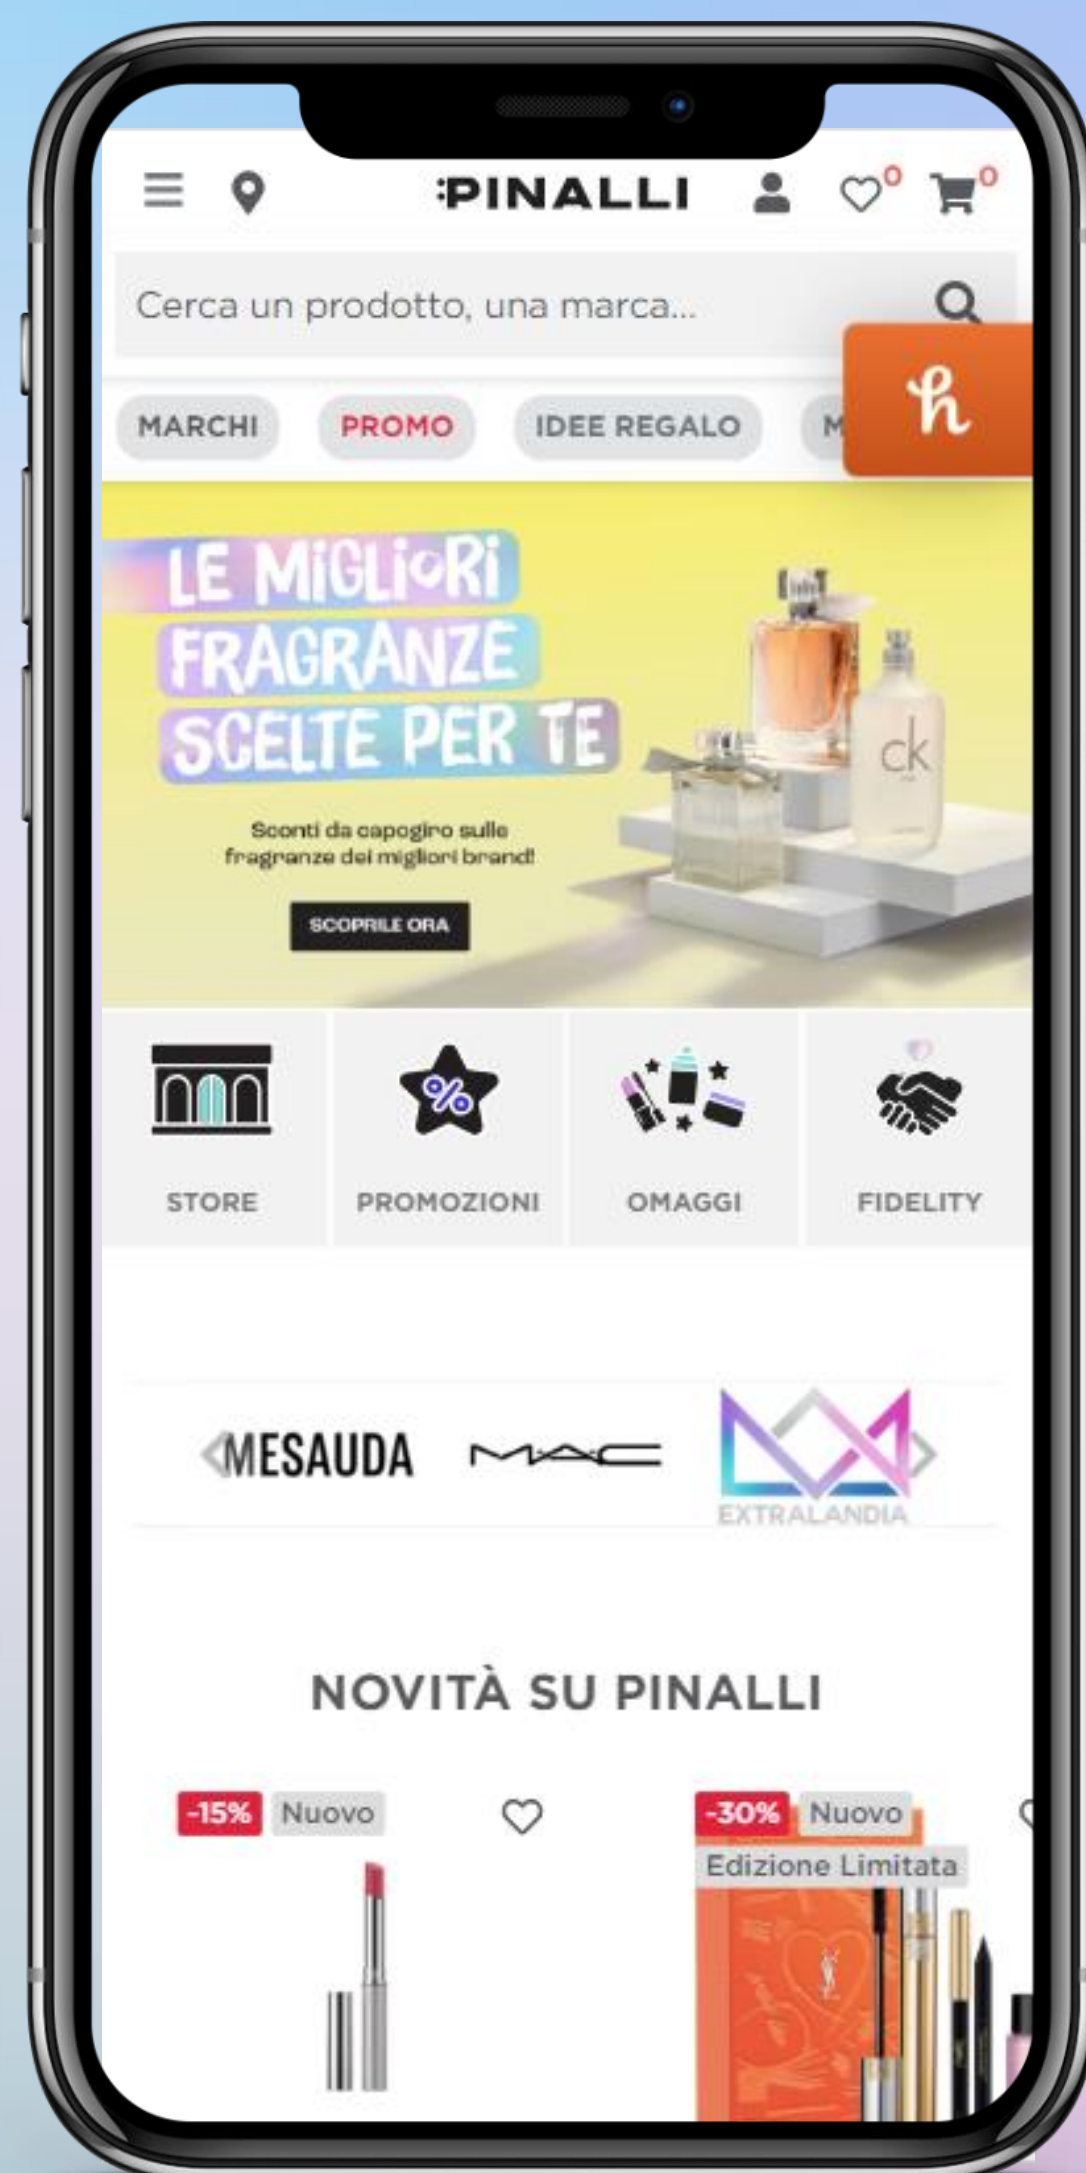 :PINALLI
0
0
Cerca un prodotto, una marca...
h
MARCHI
PROMO
IDEE REGALO
M
LE MiGLiORi
FRAGRANZE
SCELTE PER TE
Sconti da capogiro sulle
fragranze dei migliori brand!
SCOPRILE ORA
ck
%
STORE
PROMOZIONI
OMAGGI
FIDELITY
MESAUDA
MAC
EXTRALANDIA
NOVITÀ SU PINALLI
-15%
Nuovo
-30%
Nuovo
Edizione Limitata
YSL